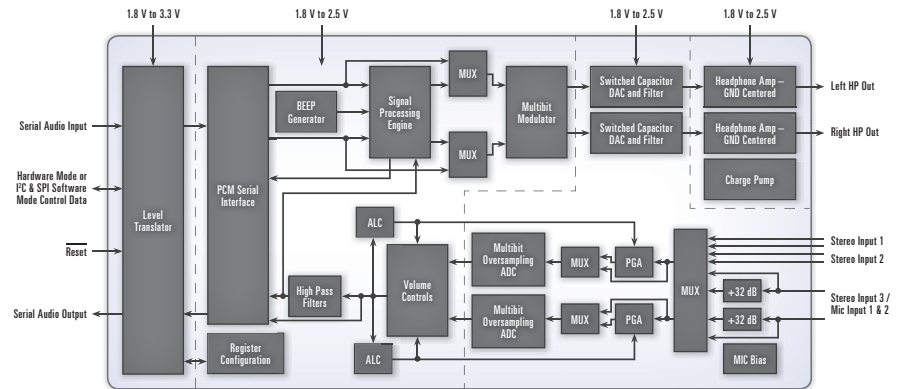 1.8 V to 3.3 V
1.8 V to 2.5 V
1.8 V to 2.5 V
1.8 V to 2.5 V
Serial Audio Input
Hardware Mode or
I²C & SPI Software
Mode Control Data
Reset
Serial Audio Output
Level
Translator
PCM Serial
Interface
BEEP
Generator
Signal
Processing
Engine
MUX
MUX
Multibit
Modulator
Switched Capacitor
DAC and Filter
Switched Capacitor
DAC and Filter
Headphone Amp –
GND Centered
Headphone Amp –
GND Centered
Charge Pump
Left HP Out
Right HP Out
ALC
Volume
Controls
High Pass
Filters
ALC
Register
Configuration
Multibit
Oversampling
ADC
Multibit
Oversampling
ADC
MUX
MUX
PGA
PGA
MUX
+32 dB
+32 dB
MIC Bias
Stereo Input 1
Stereo Input 2
Stereo Input 3 /
Mic Input 1 & 2